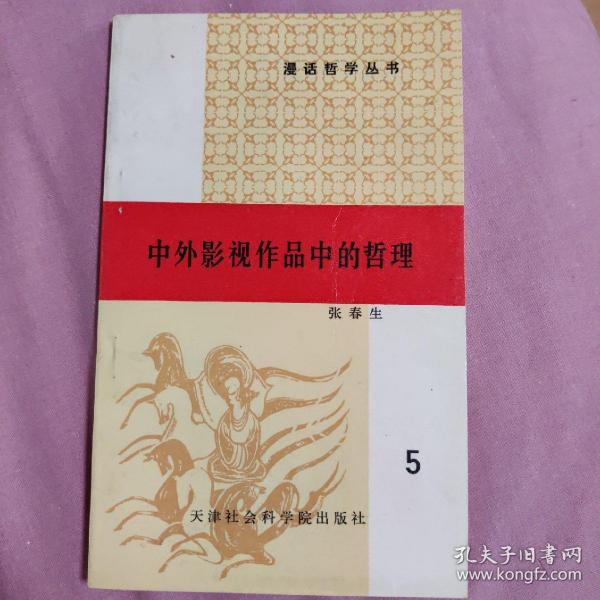 漫话哲学丛书
中外影视作品中的哲理
张春生
5
天津社会科学院出版社
孔夫子旧书网
www.kongfz.com